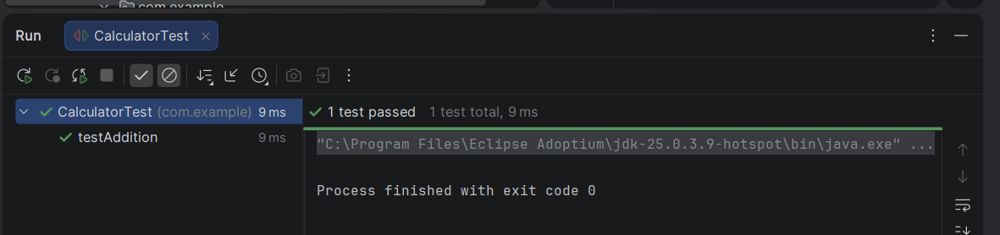 com.example
Run CalculatorTest
CalculatorTest (com.example) 9 ms
testAddition 9 ms
1 test passed 1 test total, 9 ms
"C:\Program Files\Eclipse Adoptium\jdk-25.0.3.9-hotspot\bin\java.exe" ...
Process finished with exit code 0